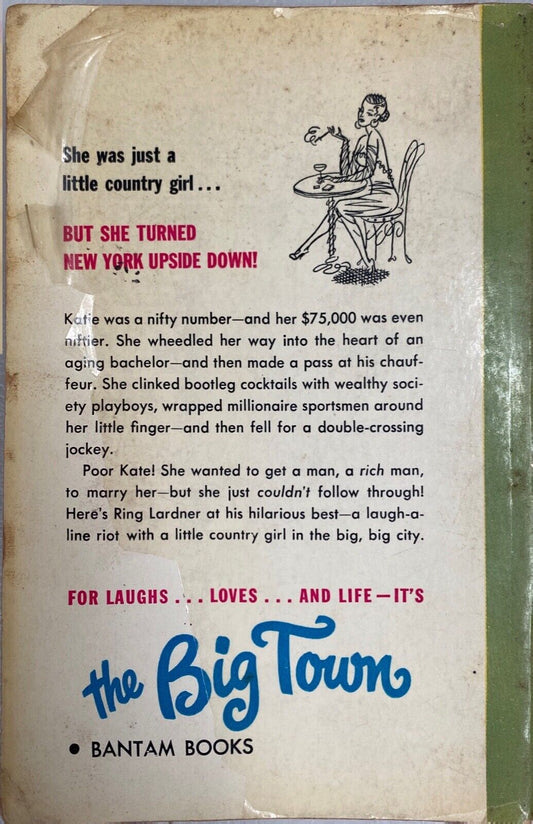 She was just a
little country girl...
BUT SHE TURNED
NEW YORK UPSIDE DOWN!
Katie was a nifty number—and her $75,000 was even
niftier. She wheedled her way into the heart of an
aging bachelor—and then made a pass at his chauf-
feur. She clinked bootleg cocktails with wealthy soci-
ety playboys, wrapped millionaire sportsmen around
her little finger—and then fell for a double-crossing
jockey.
Poor Kate! She wanted to get a man, a rich man,
to marry her—but she just couldn't follow through!
Here's Ring Lardner at his hilarious best—a laugh-a-
line riot with a little country girl in the big, big city.
FOR LAUGHS... LOVES... AND LIFE—IT'S
the Big Town
• BANTAM BOOKS